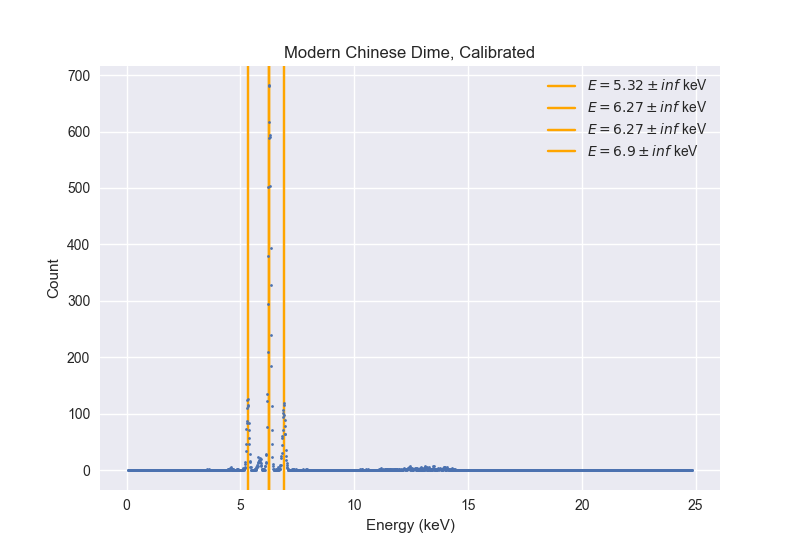 Modern Chinese Dime, Calibrated
E = 5.32 ± inf keV
E = 6.27 ± inf keV
E = 6.27 ± inf keV
E = 6.9 ± inf keV
700
600
500
400
300
200
100
0
Count
0 5 10 15 20 25
Energy (keV)